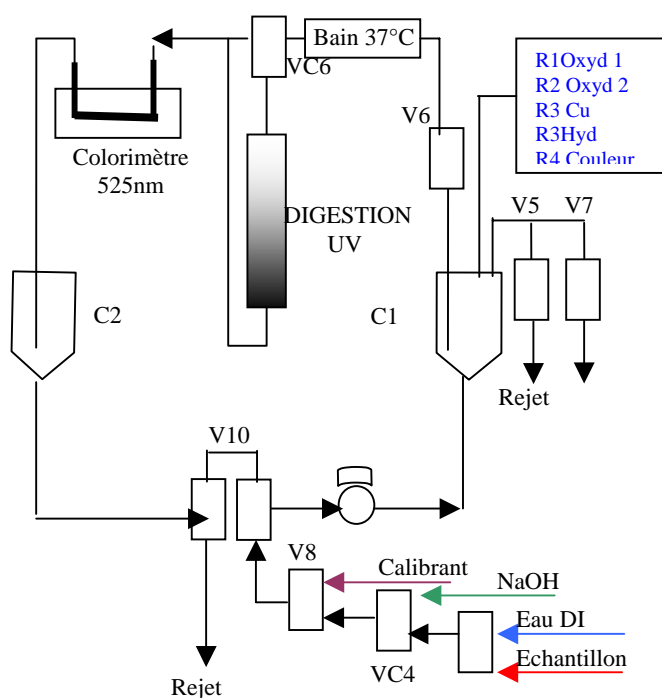 Bain 37°C
VC6
R1Oxyd 1
R2 Oxyd 2
R3 Cu
R3Hyd
R4 Couleur
V6
Colorimètre
525nm
DIGESTION
UV
V5
V7
C2
C1
Rejet
V10
V8
Calibrant
NaOH
Eau DI
VC4
Echantillon
Rejet